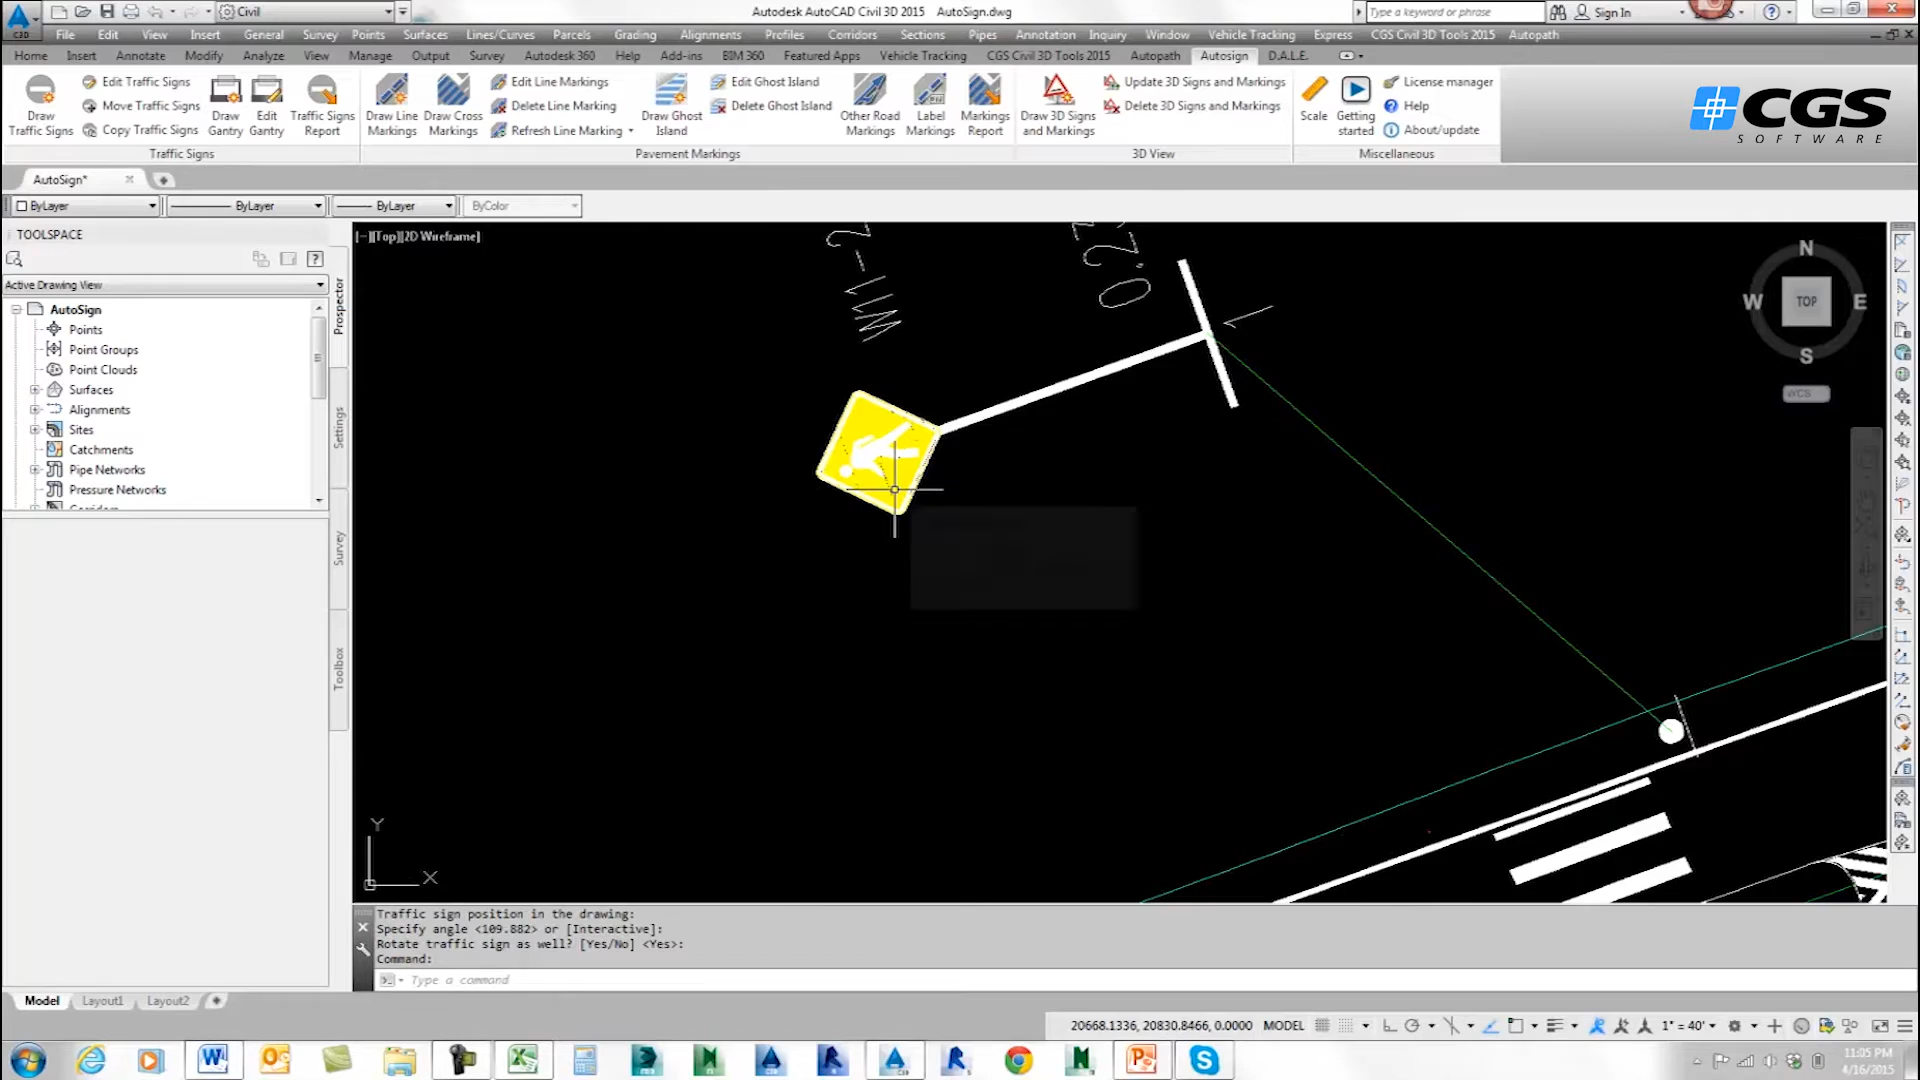 Civil
Autodesk AutoCAD Civil 3D 2015 AutoSign.dwg
Type a keyword or phrase
Sign In
C3D
File Edit View Insert General Survey Points Surfaces Lines/Curves Parcels Grading Alignments Profiles Corridors Sections Pipes Annotation Inquiry Window Vehicle Tracking Express CGS Civil 3D Tools 2015 Autopath
Home Insert Annotate Modify Analyze View Manage Output Survey Autodesk 360 Help Add-ins BIM 360 Featured Apps Vehicle Tracking CGS Civil 3D Tools 2015 Autopath Autosign D.A.L.E.
Draw Traffic Signs
Edit Traffic Signs
Move Traffic Signs
Copy Traffic Signs
Draw Gantry
Edit Gantry
Traffic Signs Report
Draw Line Markings
Draw Cross Markings
Edit Line Markings
Delete Line Marking
Refresh Line Marking
Draw Ghost Island
Edit Ghost Island
Delete Ghost Island
Other Road Markings
Label Markings
Markings Report
Draw 3D Signs and Markings
Update 3D Signs and Markings
Delete 3D Signs and Markings
Scale
Getting started
License manager
Help
About/update
Traffic Signs
Pavement Markings
3D View
Miscellaneous
CGS
SOFTWARE
AutoSign*
ByLayer
ByLayer
ByLayer
ByColor
TOOLSPACE
Active Drawing View
AutoSign
Points
Point Groups
Point Clouds
Surfaces
Alignments
Sites
Catchments
Pipe Networks
Pressure Networks
Prospector
Settings
Survey
Toolbox
[−][Top][2D Wireframe]
W11-2
N
W
TOP
E
S
WCS
Y
X
Traffic sign position in the drawing:
Specify angle <109.882> or [Interactive]:
Rotate traffic sign as well? [Yes/No] <Yes>:
Command:
Type a command
Model Layout1 Layout2
20668.1336, 20830.8466, 0.0000 MODEL
1" = 40'
11:05 PM
4/16/2015